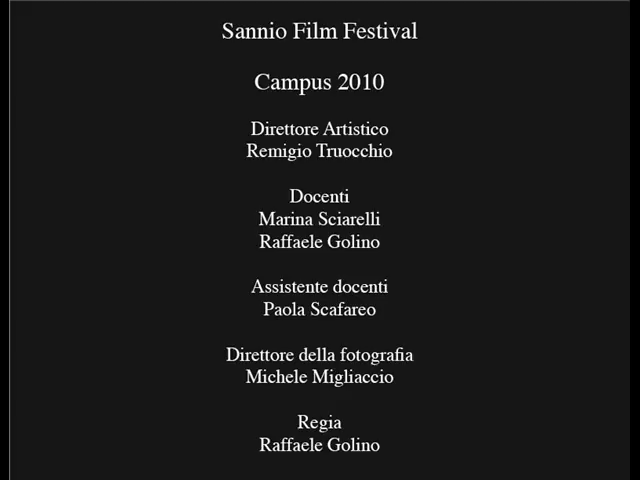 Sannio Film Festival
Campus 2010
Direttore Artistico
Remigio Truocchio
Docenti
Marina Sciarelli
Raffaele Golino
Assistente docenti
Paola Scafareo
Direttore della fotografia
Michele Migliaccio
Regia
Raffaele Golino